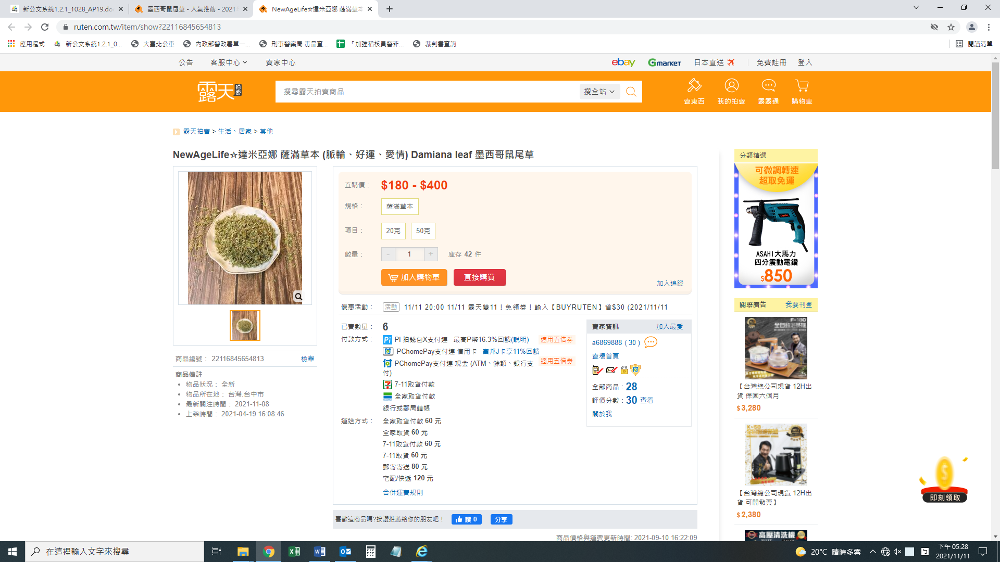 新公文系統1.2.1_1028_AP19.do
墨西哥鼠尾草 - 人氣推薦 - 2021
NewAgeLife☆達米亞娜 薩滿草本
ruten.com.tw/item/show?22116845654813
應用程式
新公文系統1.2.1_0...
大臺北公車
內政部警政署單一...
刑事警察局 毒品查...
「加強稽核員警非...
裁判書查詢
閱讀清單
公告
客服中心
賣家中心
ebay
Gmarket
日本直送
免費註冊
登入
露天拍賣
搜尋露天拍賣商品
搜全站
賣東西
我的拍賣
露露通
購物車
露天拍賣 > 生活、居家 > 其他
NewAgeLife☆達米亞娜 薩滿草本 (脈輪、好運、愛情) Damiana leaf 墨西哥鼠尾草
直購價：
$180 - $400
規格：
薩滿草本
項目：
20克
50克
數量：
- 1 +
庫存 42 件
加入購物車
直接購買
加入追蹤
優惠活動：
活動
11/11 20:00 11/11 露天雙11！免領券！輸入【BUYRUTEN】省$30 (2021/11/11
已賣數量：
6
付款方式：
Pi Pi 拍錢包X支付連 最高P幣16.3%回饋(說明)
適用五倍券
付 PChomePay支付連 信用卡 富邦J卡享11%回饋
付 PChomePay支付連 現金 (ATM、餘額、銀行支付)
適用五倍券
7-11取貨付款
全家取貨付款
銀行或郵局轉帳
運送方式：
全家取貨付款 60 元
全家取貨 60 元
7-11取貨付款 60 元
7-11取貨 60 元
郵寄寄送 80 元
宅配/快遞 120 元
合併運費規則
賣家資訊
加入最愛
a6869888 ( 30 )
賣場首頁
全部商品：28
評價分數：30 查看
關於我
商品編號： 22116845654813
檢舉
商品備註
物品狀況： 全新
物品所在地： 台灣.台中市
最新關注時間： 2021-11-08
上架時間： 2021-04-19 16:08:46
喜歡這商品嗎?按讚推薦給你的朋友吧！
讚 0
分享
商品價格與運費更新時間: 2021-09-10 16:22:09
分類精選
可微調轉速
超取免運
ASAHI大馬力
四分震動電鑽
$850
關聯廣告
我要刊登
F-180
【台灣總公司現貨 12H出
貨 保固六個月
$3,280
【台灣總公司現貨 12H出
貨 可開發票】
$2,380
高壓清洗機
即刻領取
在這裡輸入文字來搜尋
20°C 晴時多雲
下午 05:28
2021/11/11